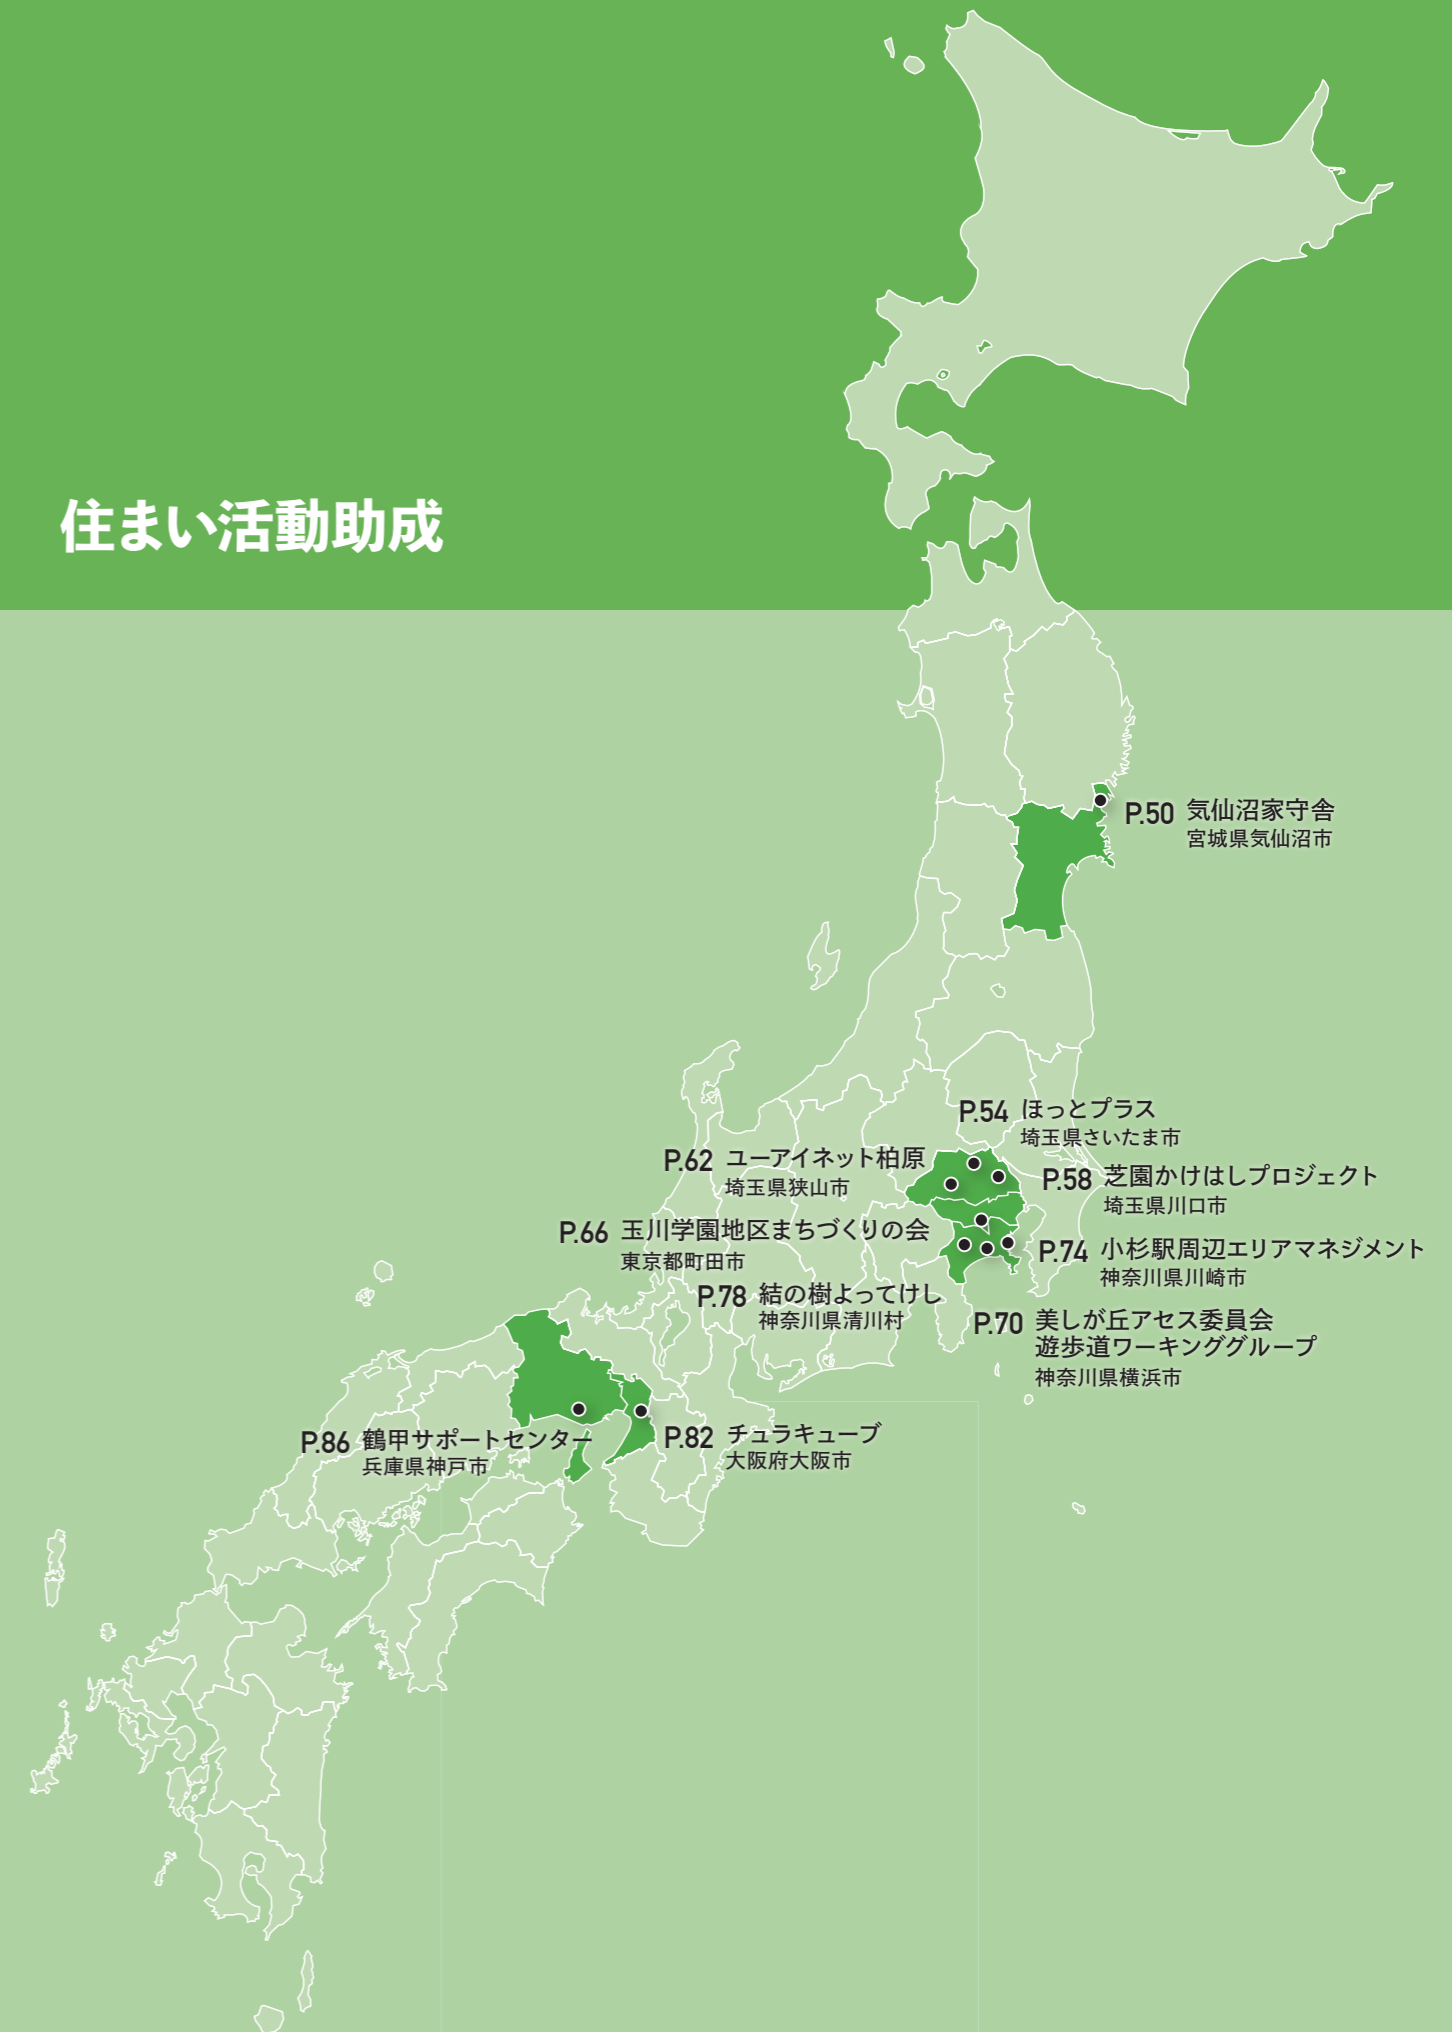 住まい活動助成
P.50 気仙沼家守舎
宮城県気仙沼市
P.54 ほっとプラス
埼玉県さいたま市
P.62 ユーアイネット柏原
埼玉県狭山市
P.58 芝園かけはしプロジェクト
埼玉県川口市
P.66 玉川学園地区まちづくりの会
東京都町田市
P.74 小杉駅周辺エリアマネジメント
神奈川県川崎市
P.78 結の樹よってけし
神奈川県清川村
P.70 美しが丘アセス委員会
遊歩道ワーキンググループ
神奈川県横浜市
P.86 鶴甲サポートセンター
兵庫県神戸市
P.82 チュラキューブ
大阪府大阪市